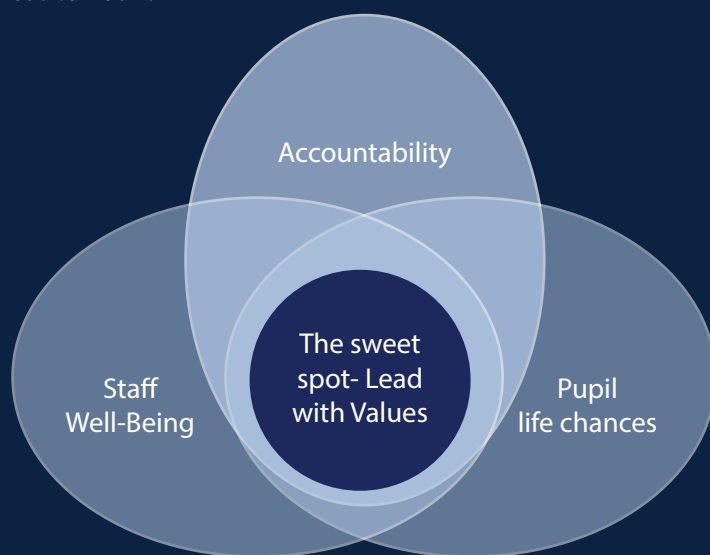 Accountability
The sweet
spot- Lead
with Values
Staff
Well-Being
Pupil
life chances